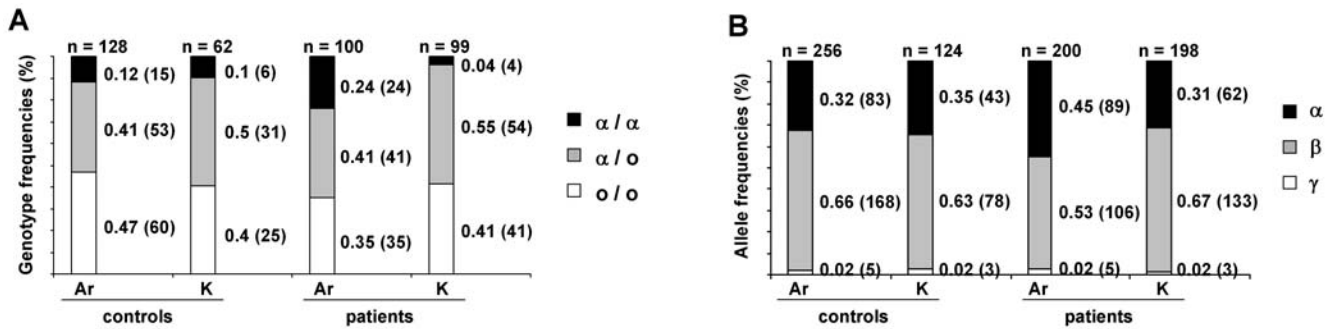 A
n = 128 n = 62 n = 100 n = 99
Genotype frequencies (%)
0.12 (15) 0.1 (6) 0.24 (24) 0.04 (4)
0.41 (53) 0.5 (31) 0.41 (41) 0.55 (54)
0.47 (60) 0.4 (25) 0.35 (35) 0.41 (41)
α / α
α / o
o / o
Ar K Ar K
controls patients
B
n = 256 n = 124 n = 200 n = 198
Allele frequencies (%)
0.32 (83) 0.35 (43) 0.45 (89) 0.31 (62)
0.66 (168) 0.63 (78) 0.53 (106) 0.67 (133)
0.02 (5) 0.02 (3) 0.02 (5) 0.02 (3)
α
β
γ
Ar K Ar K
controls patients